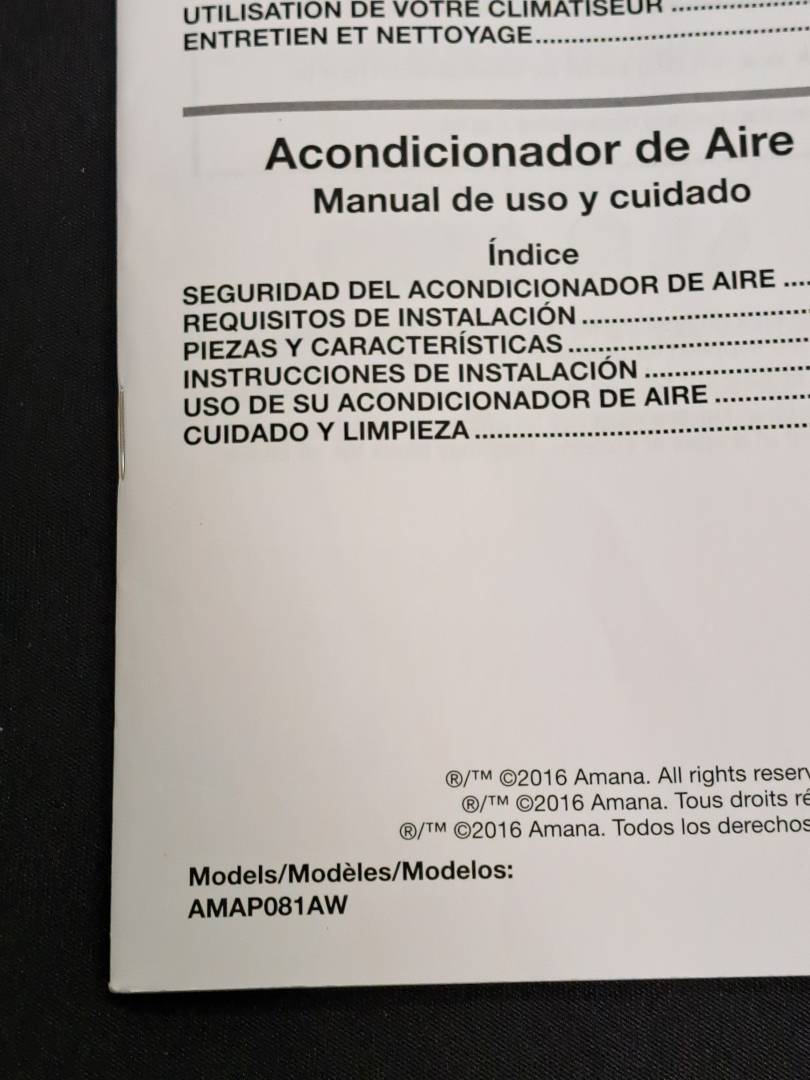 UTILISATION DE VOTRE CLIMATISEUR ...............
ENTRETIEN ET NETTOYAGE...............................
Acondicionador de Aire
Manual de uso y cuidado
Índice
SEGURIDAD DEL ACONDICIONADOR DE AIRE ....
REQUISITOS DE INSTALACIÓN ..........................
PIEZAS Y CARACTERÍSTICAS ............................
INSTRUCCIONES DE INSTALACIÓN ...................
USO DE SU ACONDICIONADOR DE AIRE ............
CUIDADO Y LIMPIEZA .......................................
®/™ ©2016 Amana. All rights
®/™ ©2016 Amana. Tous droits
®/™ ©2016 Amana. Todos los derechos
Models/Modèles/Modelos:
AMAP081AW